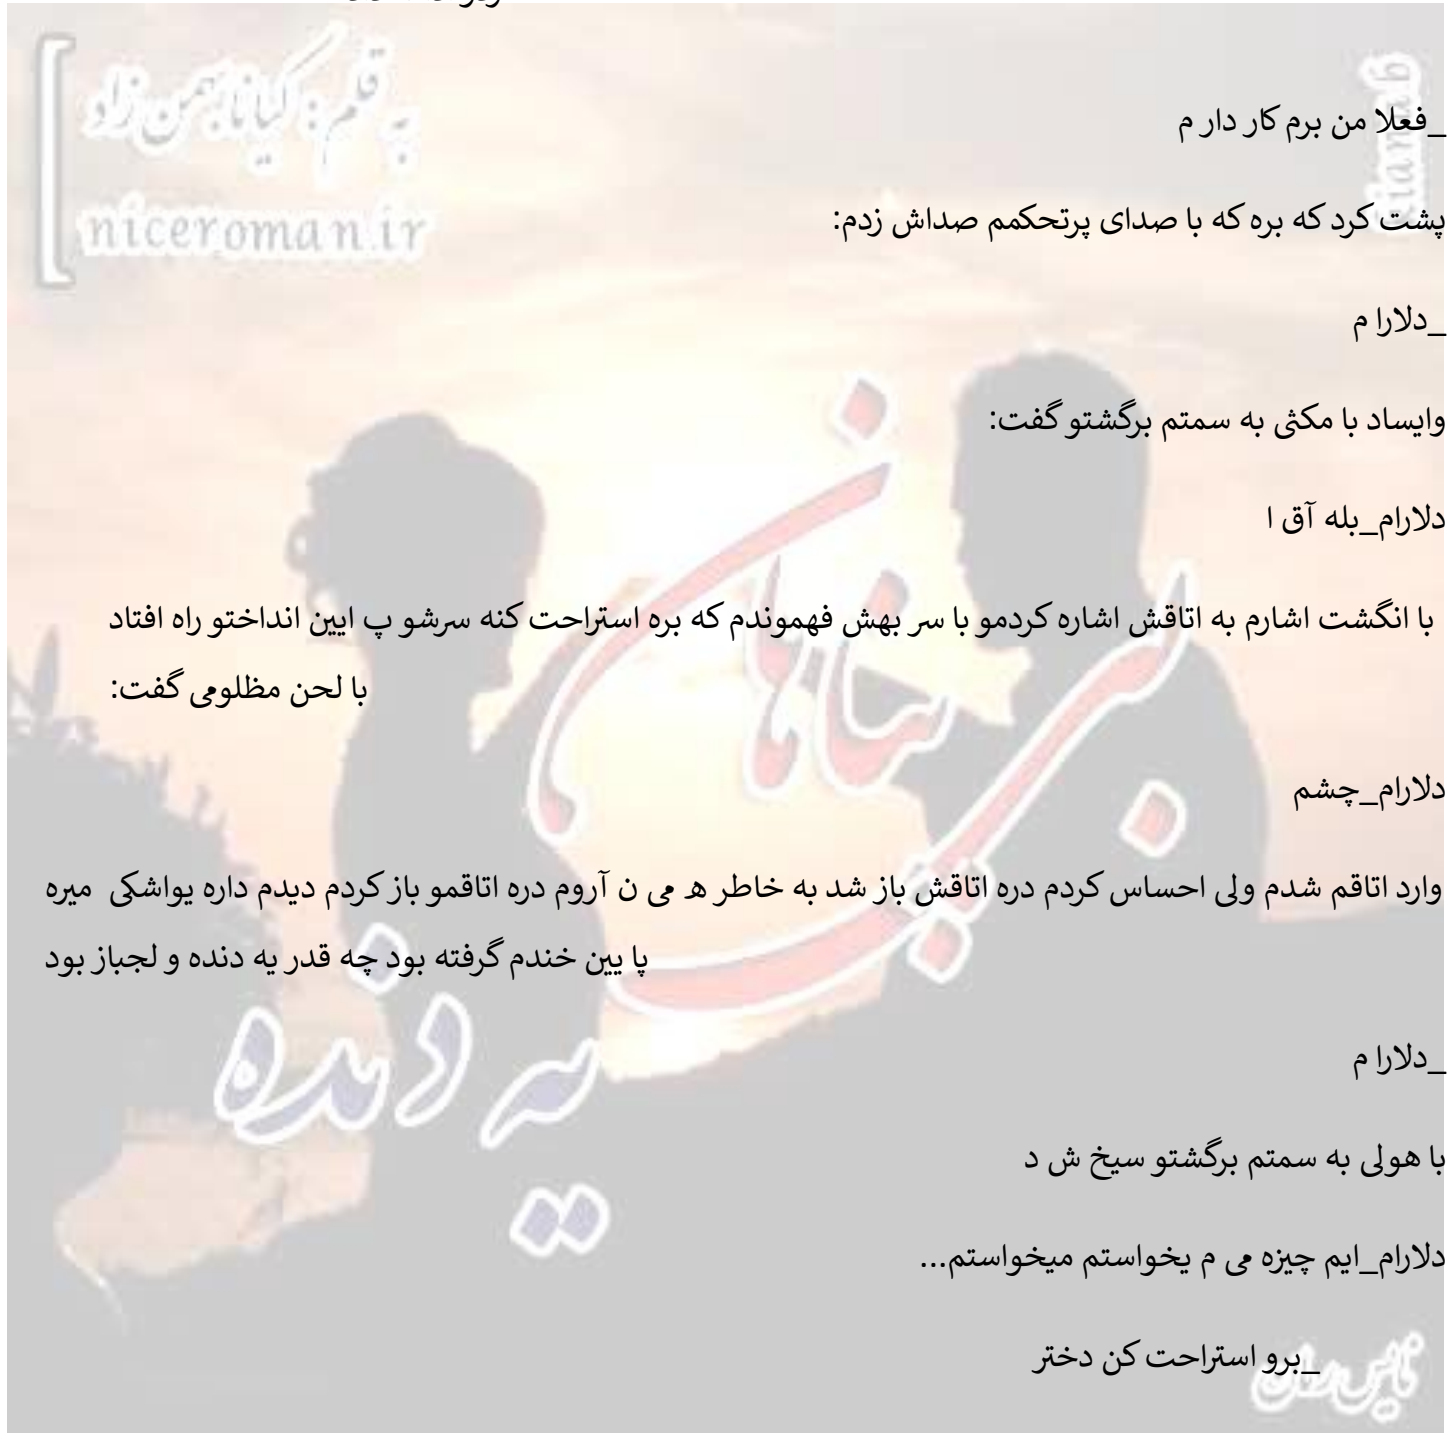 به قلم: کیانا بهمن زاد
niceroman.ir
_فعلا من برم کار دار م
پشت کرد که بره که با صدای پرتحکمم صداش زدم:
_دلارا م
وایساد با مکثی به سمتم برگشتو گفت:
دلارام_بله آق ا
با انگشت اشارم به اتاقش اشاره کردمو با سر بهش فهموندم که بره استراحت کنه سرشو پ ایین انداختو راه افتاد
با لحن مظلومی گفت:
دلارام_چشم
وارد اتاقم شدم ولی احساس کردم دره اتاقش باز شد به خاطر ه می ن آروم دره اتاقمو باز کردم دیدم داره یواشکی میره
پا یین خندم گرفته بود چه قدر یه دنده و لجباز بود
_دلارا م
با هولی به سمتم برگشتو سیخ ش د
دلارام_ایم چیزه می م یخواستم میخواستم...
_برو استراحت کن دختر
یه دنده